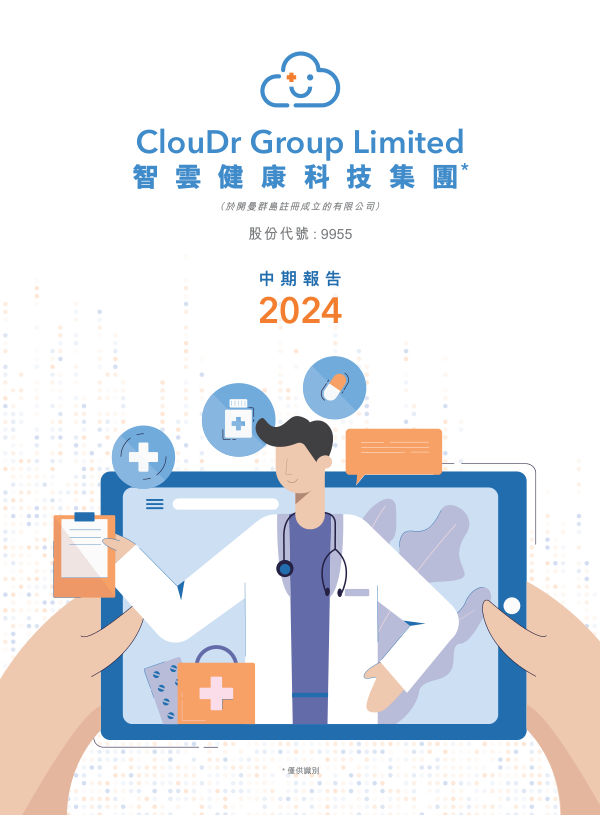 ClouDr Group Limited
智雲健康科技集團*
（於開曼群島註冊成立的有限公司）
股份代號 : 9955
中期報告
2024
* 僅供識別